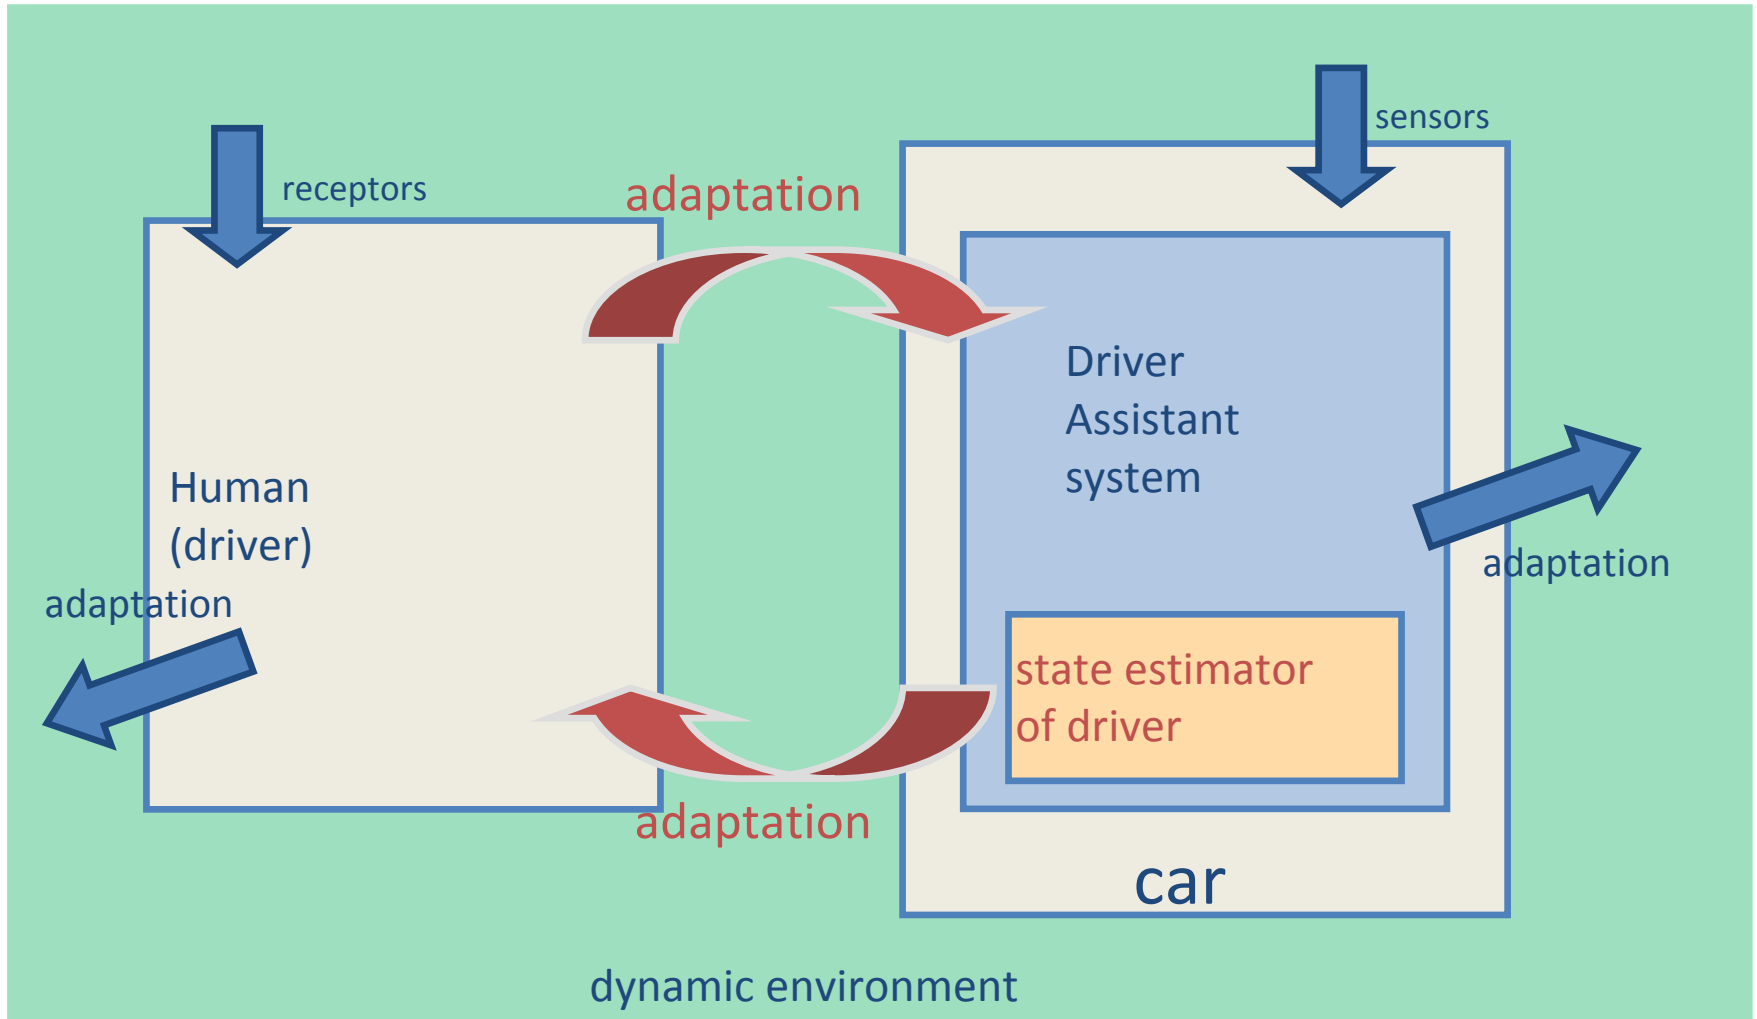 sensors
receptors
adaptation
Driver
Assistant
system
Human
(driver)
adaptation
adaptation
state estimator
of driver
adaptation
car
dynamic environment